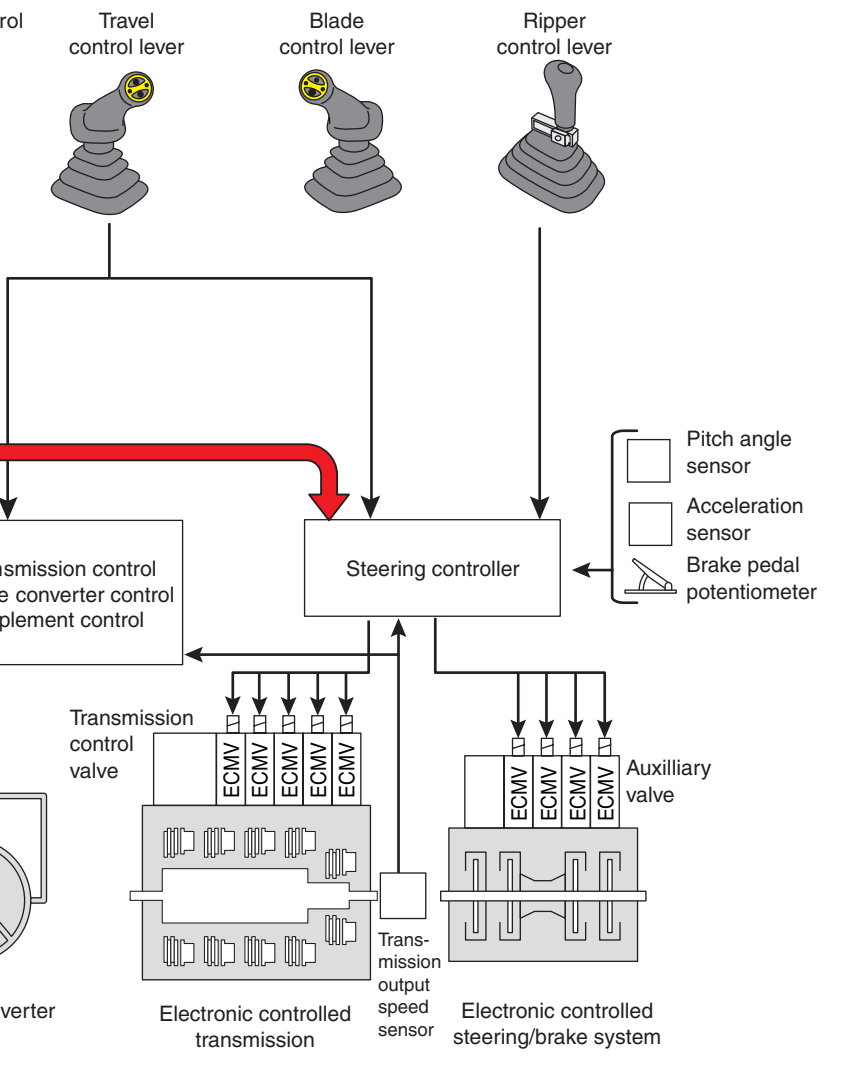 rol
Travel
control lever
Blade
control lever
Ripper
control lever
Pitch angle
sensor
Acceleration
sensor
Brake pedal
potentiometer
nsmission control
e converter control
plement control
Steering controller
Transmission
control
valve
ECMV
ECMV
ECMV
ECMV
ECMV
ECMV
ECMV
ECMV
ECMV
Auxilliary
valve
Trans-
mission
output
speed
sensor
verter
Electronic controlled
transmission
Electronic controlled
steering/brake system